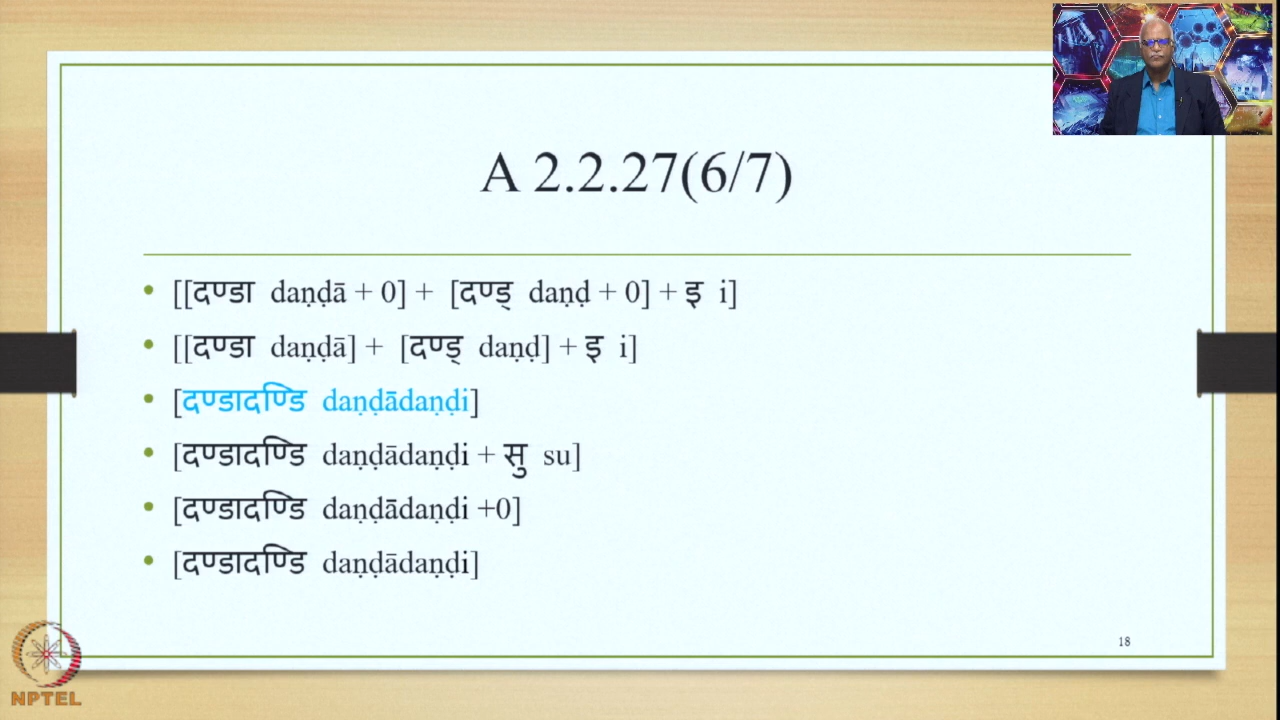 A 2.2.27(6/7)
• [[दण्डा daṇḍā + 0] + [दण्ड् daṇḍ + 0] + इ i]
• [[दण्डा daṇḍā] + [दण्ड् daṇḍ] + इ i]
• [दण्डादण्डि daṇḍādaṇḍi]
• [दण्डादण्डि daṇḍādaṇḍi + सु su]
• [दण्डादण्डि daṇḍādaṇḍi +0]
• [दण्डादण्डि daṇḍādaṇḍi]
18
NPTEL